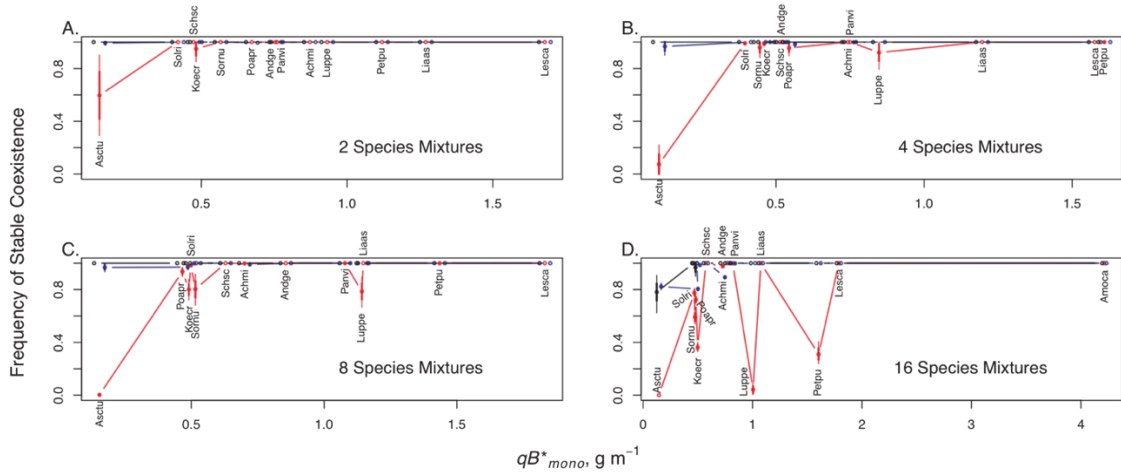 A.
Schsc
Solri
Koecr
Sornu
Poapr
Andge
Panvi
Achmi
Luppe
Petpu
Liaas
Lesca
Asctu
2 Species Mixtures
0.0 0.4 0.8
0.5 1.0 1.5
B.
Andge
Panvi
Solri
Sornu
Koecr
Schsc
Poapr
Achmi
Luppe
Liaas
Lesca
Petpu
Asctu
4 Species Mixtures
0.0 0.4 0.8
0.5 1.0 1.5
C.
Solri
Liaas
Poapr
Koecr
Sornu
Schsc
Achmi
Andge
Panvi
Luppe
Petpu
Lesca
Asctu
8 Species Mixtures
0.0 0.4 0.8
0.5 1.0 1.5
D.
Schsc
Andge
Panvi
Liaas
Solri
Poapr
Achmi
Lesca
Amoca
Sornu
Koecr
Asctu
Luppe
Petpu
16 Species Mixtures
0.0 0.4 0.8
0 1 2 3 4
Frequency of Stable Coexistence
qB*mono, g m⁻¹